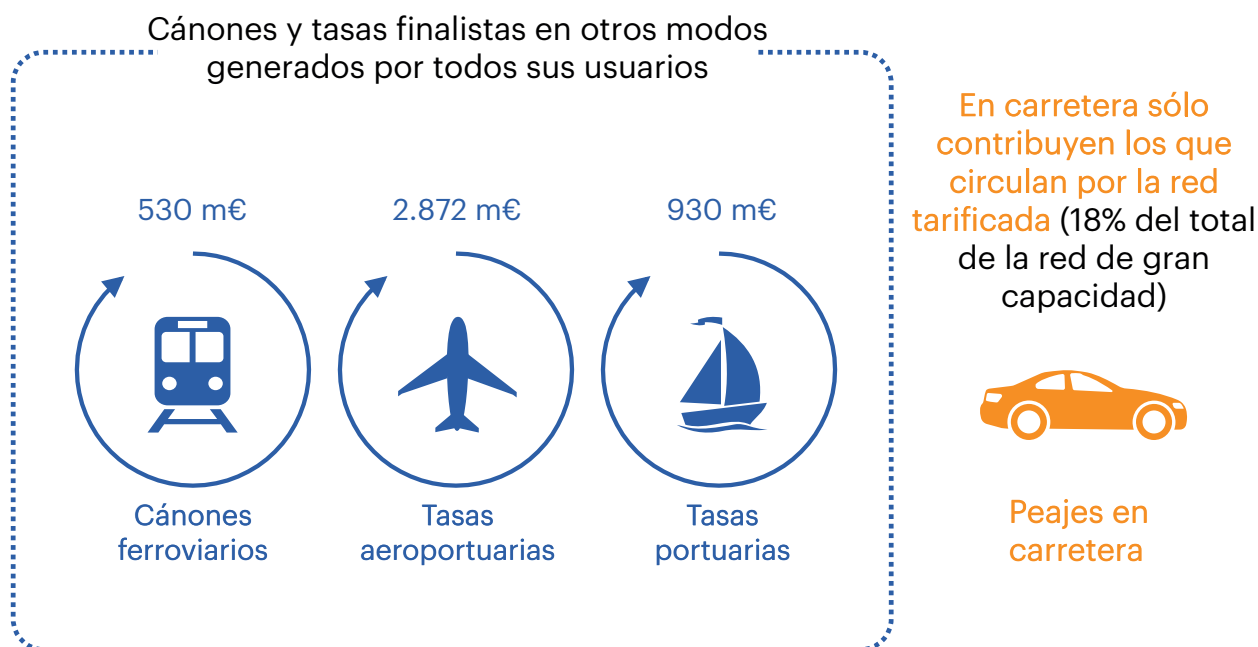 Cánones y tasas finalistas en otros modos
generados por todos sus usuarios
530 m€
2.872 m€
930 m€
Cánones
ferroviarios
Tasas
aeroportuarias
Tasas
portuarias
En carretera sólo
contribuyen los que
circulan por la red
tarificada (18% del total
de la red de gran
capacidad)
Peajes en
carretera